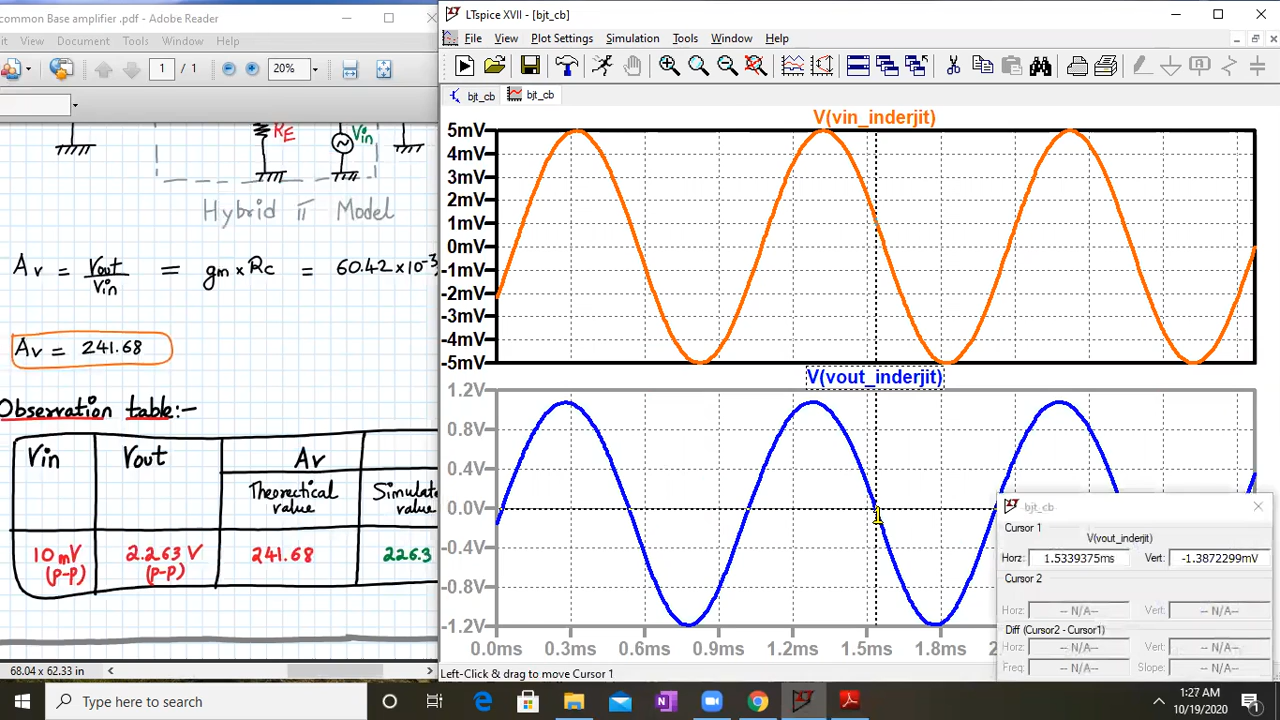 common Base amplifier .pdf - Adobe Reader
it View Document Tools Window Help
1 / 1 20%
RE Vin
Hybrid π Model
Av = Vout / Vin = gm × Rc = 60.42 × 10⁻³
Av = 241.68
Observation table:-
Vin Vout Av
Theorectical value Simulate value
10 mV (p-p) 2.263 V (p-p) 241.68 226.3
68.04 x 62.33 in
LTspice XVII - [bjt_cb]
File View Plot Settings Simulation Tools Window Help
bjt_cb bjt_cb
V(vin_inderjit)
5mV
4mV
3mV
2mV
1mV
0mV
-1mV
-2mV
-3mV
-4mV
-5mV
V(vout_inderjit)
1.2V
0.8V
0.4V
0.0V
-0.4V
-0.8V
-1.2V
0.0ms 0.3ms 0.6ms 0.9ms 1.2ms 1.5ms 1.8ms 2
bjt_cb
Cursor 1
V(vout_inderjit)
Horz: 1.5339375ms Vert: -1.3872299mV
Cursor 2
Horz: -- N/A-- Vert: -- N/A--
Diff (Cursor2 - Cursor1)
Horz: -- N/A-- Vert: -- N/A--
Freq: -- N/A-- Slope: -- N/A--
Left-Click & drag to move Cursor 1
Type here to search
1:27 AM
10/19/2020
1